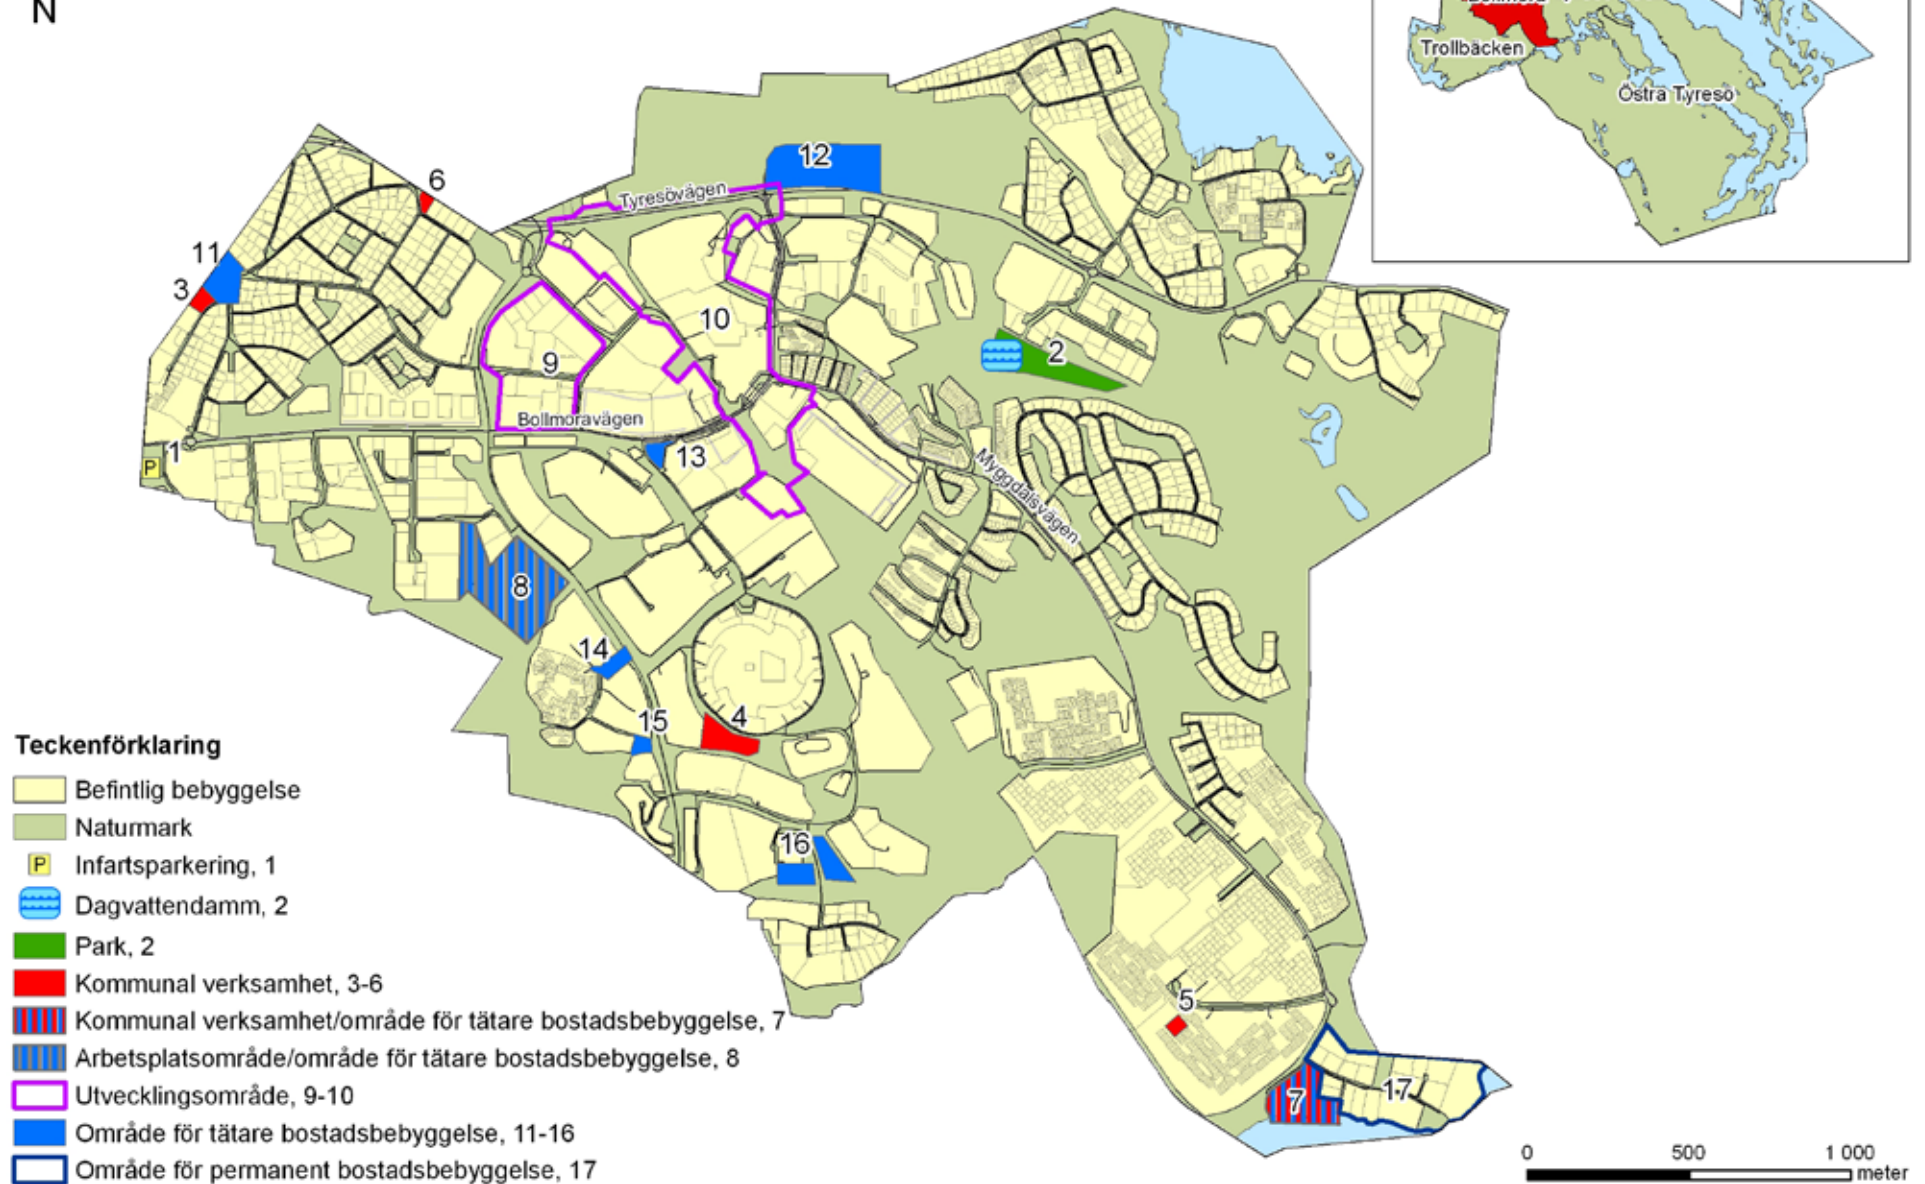 N
Trollbäcken
Östra Tyresö
12
6
Tyresövägen
11
3
10
9
2
Bollmoravägen
1
P
13
Myggdalsvägen
8
14
15
4
16
5
7
17
Teckenförklaring
Befintlig bebyggelse
Naturmark
P Infartsparkering, 1
Dagvattendamm, 2
Park, 2
Kommunal verksamhet, 3-6
Kommunal verksamhet/område för tätare bostadsbebyggelse, 7
Arbetsplatsområde/område för tätare bostadsbebyggelse, 8
Utvecklingsområde, 9-10
Område för tätare bostadsbebyggelse, 11-16
Område för permanent bostadsbebyggelse, 17
0 500 1 000
meter